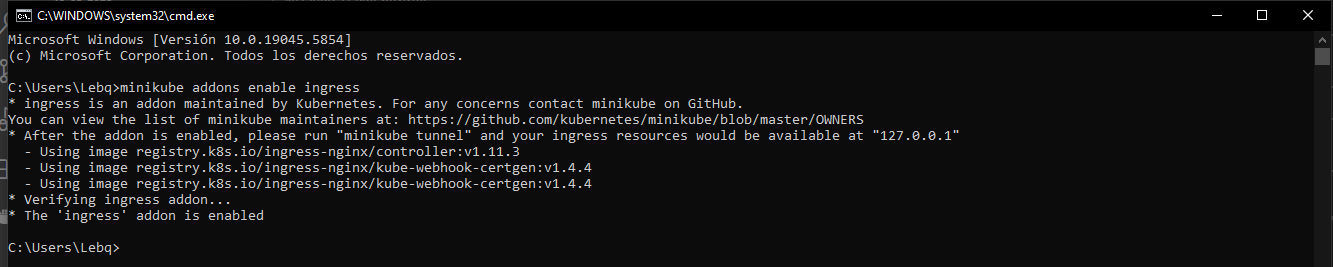 C:\WINDOWS\system32\cmd.exe
Microsoft Windows [Versión 10.0.19045.5854]
(c) Microsoft Corporation. Todos los derechos reservados.
C:\Users\Lebq>minikube addons enable ingress
* ingress is an addon maintained by Kubernetes. For any concerns contact minikube on GitHub.
You can view the list of minikube maintainers at: https://github.com/kubernetes/minikube/blob/master/OWNERS
* After the addon is enabled, please run "minikube tunnel" and your ingress resources would be available at "127.0.0.1"
  - Using image registry.k8s.io/ingress-nginx/controller:v1.11.3
  - Using image registry.k8s.io/ingress-nginx/kube-webhook-certgen:v1.4.4
  - Using image registry.k8s.io/ingress-nginx/kube-webhook-certgen:v1.4.4
* Verifying ingress addon...
* The 'ingress' addon is enabled
C:\Users\Lebq>